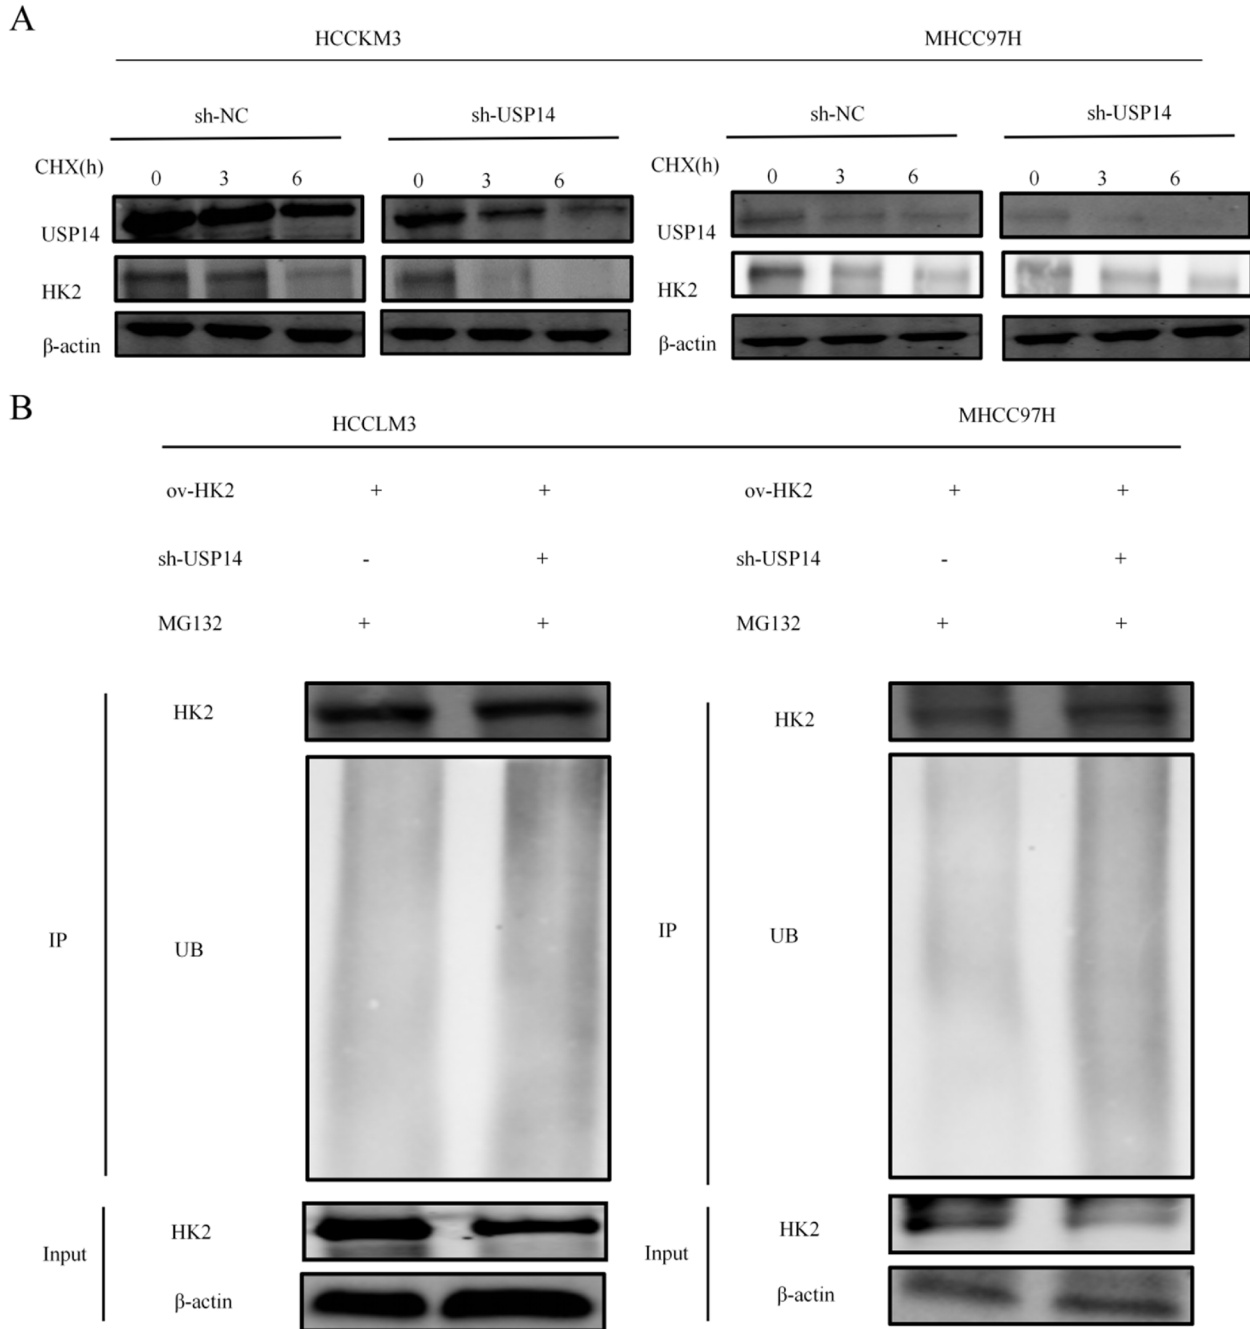 A
HCCKM3 MHCC97H
sh-NC sh-USP14 sh-NC sh-USP14
CHX(h) 0 3 6 0 3 6 CHX(h) 0 3 6 0 3 6
USP14 USP14
HK2 HK2
β-actin β-actin
B
HCCLM3 MHCC97H
ov-HK2 + + ov-HK2 + +
sh-USP14 - + sh-USP14 - +
MG132 + + MG132 + +
HK2 HK2
IP UB IP UB
HK2 HK2
Input Input
β-actin β-actin